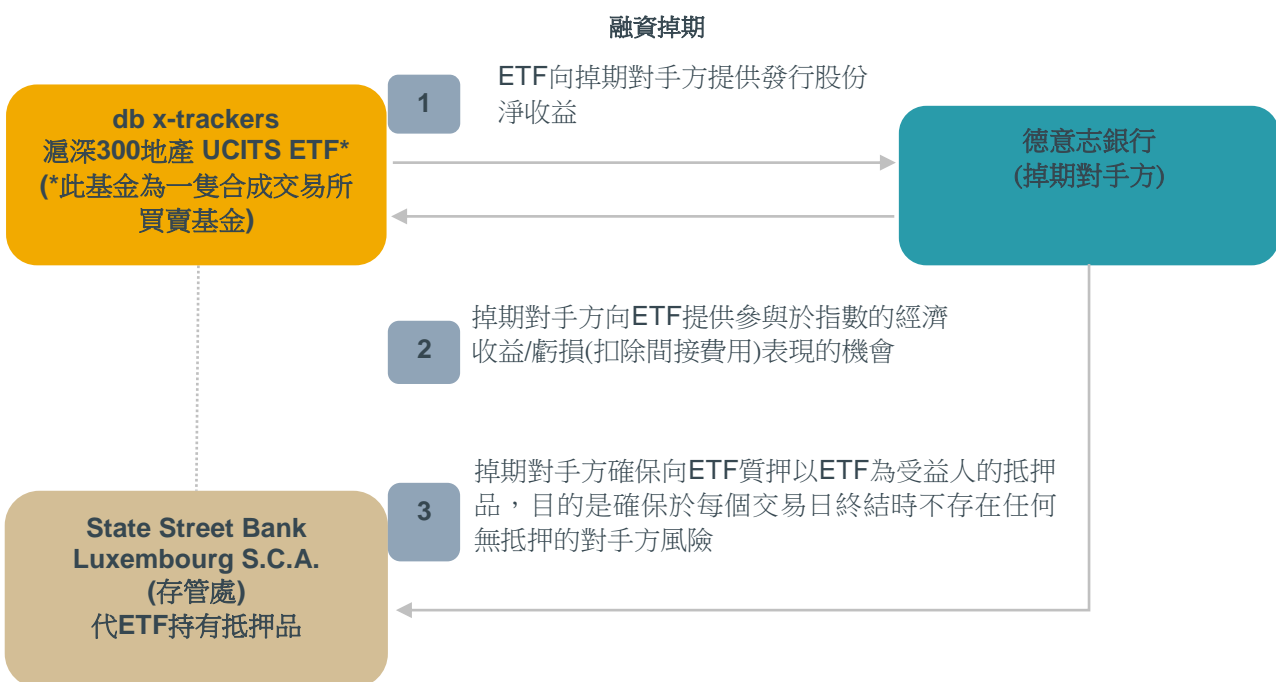 融資掉期
1
ETF向掉期對手方提供發行股份
淨收益
db x-trackers
滬深300地產 UCITS ETF*
(*此基金為一隻合成交易所
買賣基金)
德意志銀行
(掉期對手方)
2
掉期對手方向ETF提供參與於指數的經濟
收益/虧損(扣除間接費用)表現的機會
3
掉期對手方確保向ETF質押以ETF為受益人的抵押
品，目的是確保於每個交易日終結時不存在任何
無抵押的對手方風險
State Street Bank
Luxembourg S.C.A.
(存管處)
代ETF持有抵押品